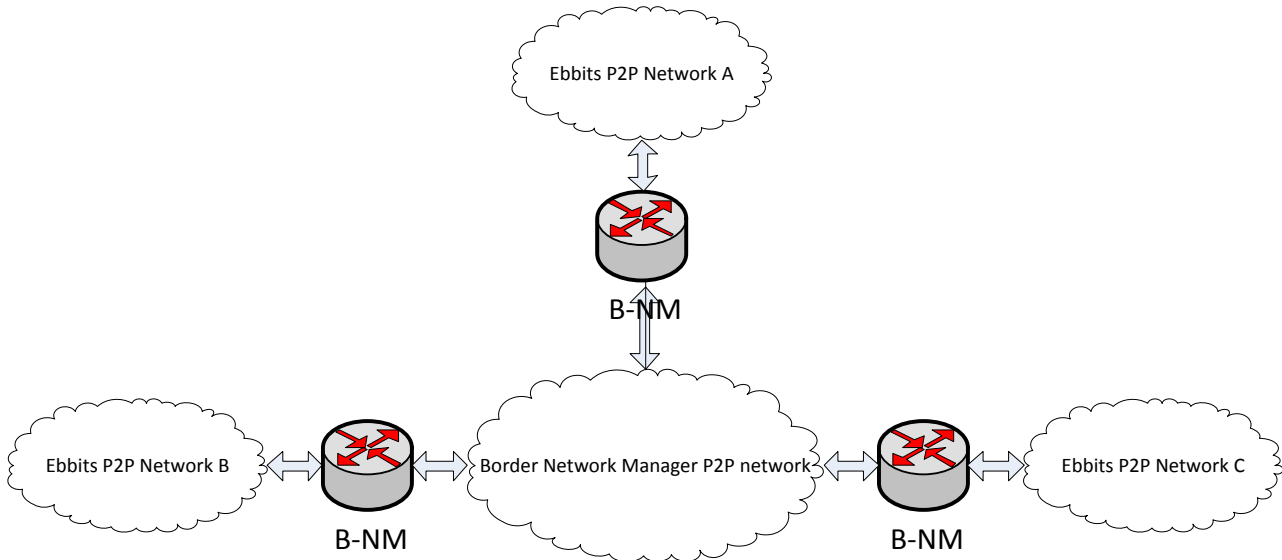 Ebbits P2P Network A
B-NM
Ebbits P2P Network B
Border Network Manager P2P network
Ebbits P2P Network C
B-NM
B-NM